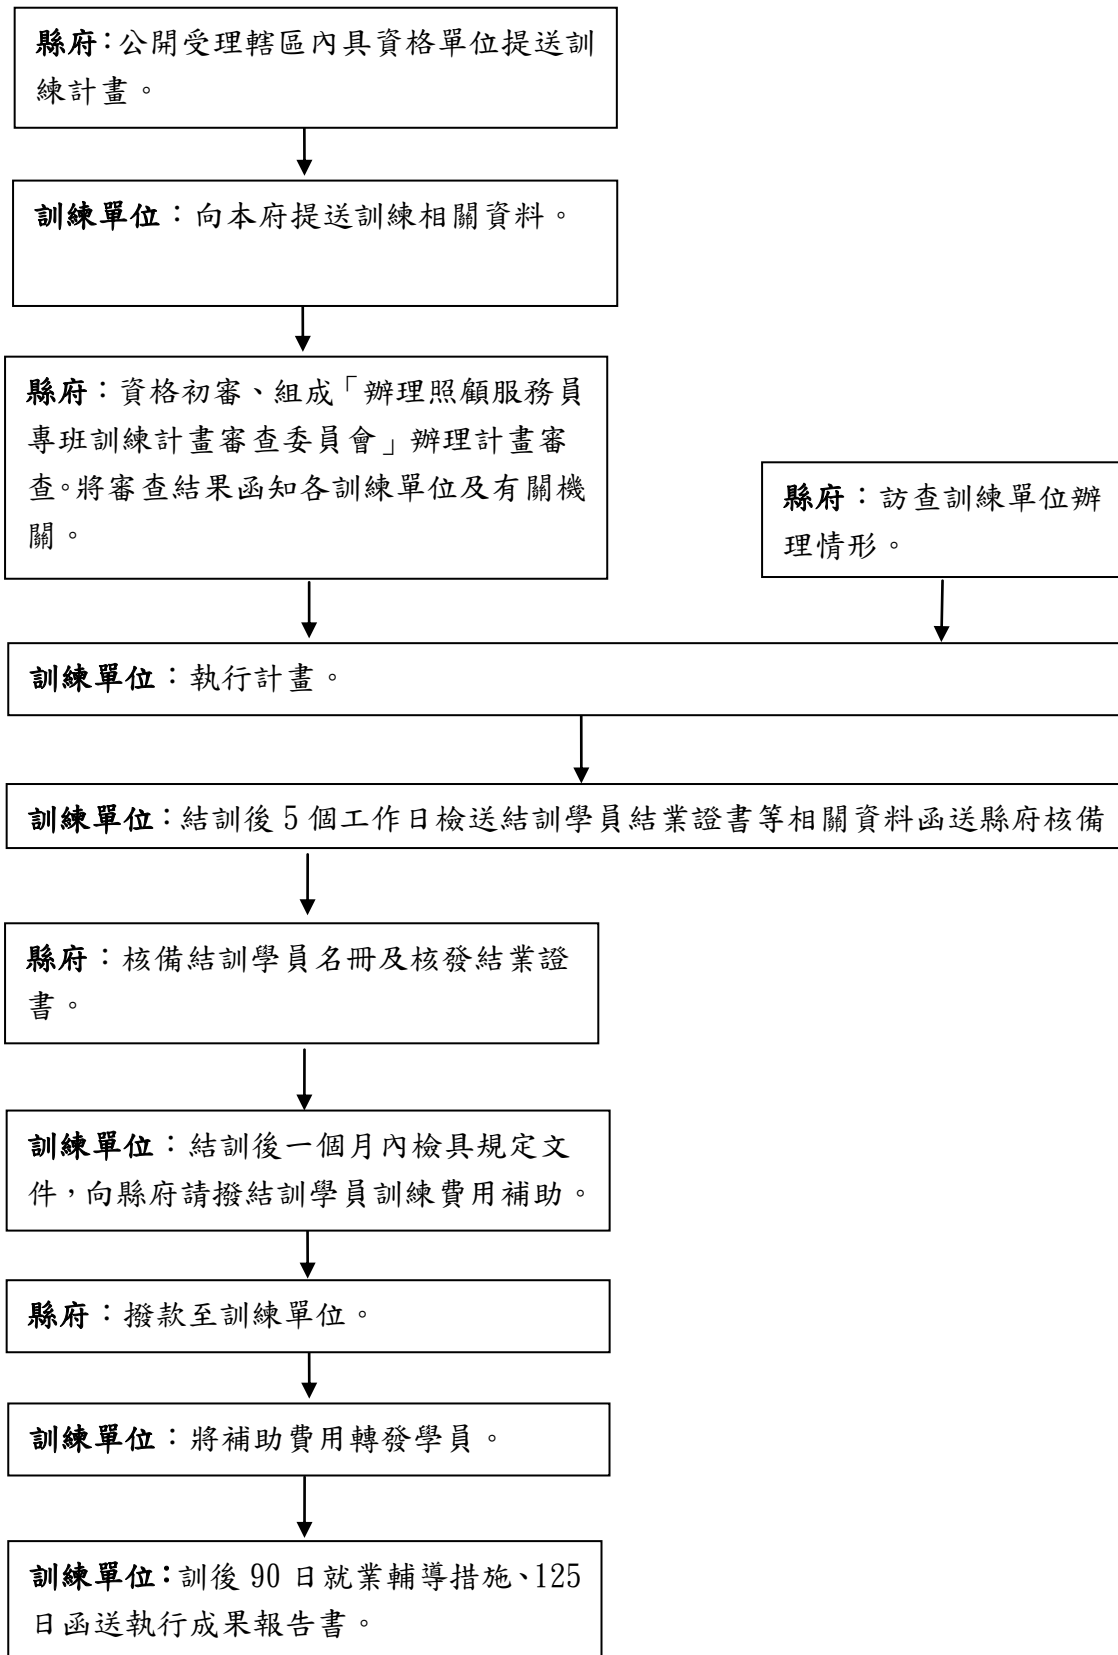 縣府：公開受理轄區內具資格單位提送訓
練計畫。
訓練單位：向本府提送訓練相關資料。
縣府：資格初審、組成「辦理照顧服務員
專班訓練計畫審查委員會」辦理計畫審
查。將審查結果函知各訓練單位及有關機
關。
縣府：訪查訓練單位辦
理情形。
訓練單位：執行計畫。
訓練單位：結訓後 5 個工作日檢送結訓學員結業證書等相關資料函送縣府核備
縣府：核備結訓學員名冊及核發結業證
書。
訓練單位：結訓後一個月內檢具規定文
件，向縣府請撥結訓學員訓練費用補助。
縣府：撥款至訓練單位。
訓練單位：將補助費用轉發學員。
訓練單位：訓後 90 日就業輔導措施、125
日函送執行成果報告書。